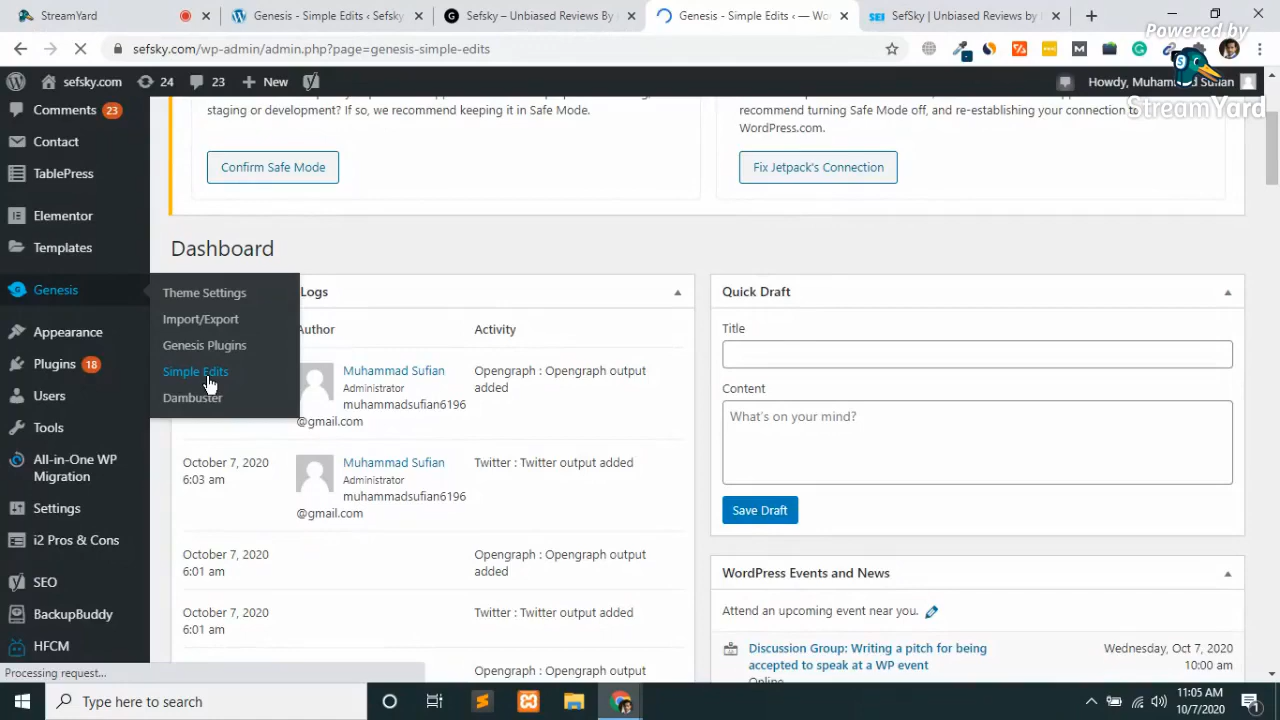 StreamYard
Genesis - Simple Edits ‹ Sefsky
Sefsky – Unbiased Reviews By
Genesis - Simple Edits ‹ — Wo
SefSky | Unbiased Reviews by
Powered by
StreamYard
sefsky.com/wp-admin/admin.php?page=genesis-simple-edits
sefsky.com
24
23
New
Howdy, Muhammad Sufian
Comments 23
Contact
TablePress
Elementor
Templates
Genesis
Appearance
Plugins 18
Users
Tools
All-in-One WP
Migration
Settings
i2 Pros & Cons
SEO
BackupBuddy
HFCM
Theme Settings
Import/Export
Genesis Plugins
Simple Edits
Dambuster
staging or development? If so, we recommend keeping it in Safe Mode.
Confirm Safe Mode
recommend turning Safe Mode off, and re-establishing your connection to
WordPress.com.
Fix Jetpack's Connection
Dashboard
Logs
Author
Activity
Muhammad Sufian
Administrator
muhammadsufian6196
@gmail.com
Opengraph : Opengraph output
added
October 7, 2020
6:03 am
Muhammad Sufian
Administrator
muhammadsufian6196
@gmail.com
Twitter : Twitter output added
October 7, 2020
6:01 am
Opengraph : Opengraph output
added
October 7, 2020
6:01 am
Twitter : Twitter output added
Opengraph : Opengraph output
Quick Draft
Title
Content
What's on your mind?
Save Draft
WordPress Events and News
Attend an upcoming event near you.
Discussion Group: Writing a pitch for being
accepted to speak at a WP event
Online
Wednesday, Oct 7, 2020
10:00 am
Processing request...
Type here to search
11:05 AM
10/7/2020
1